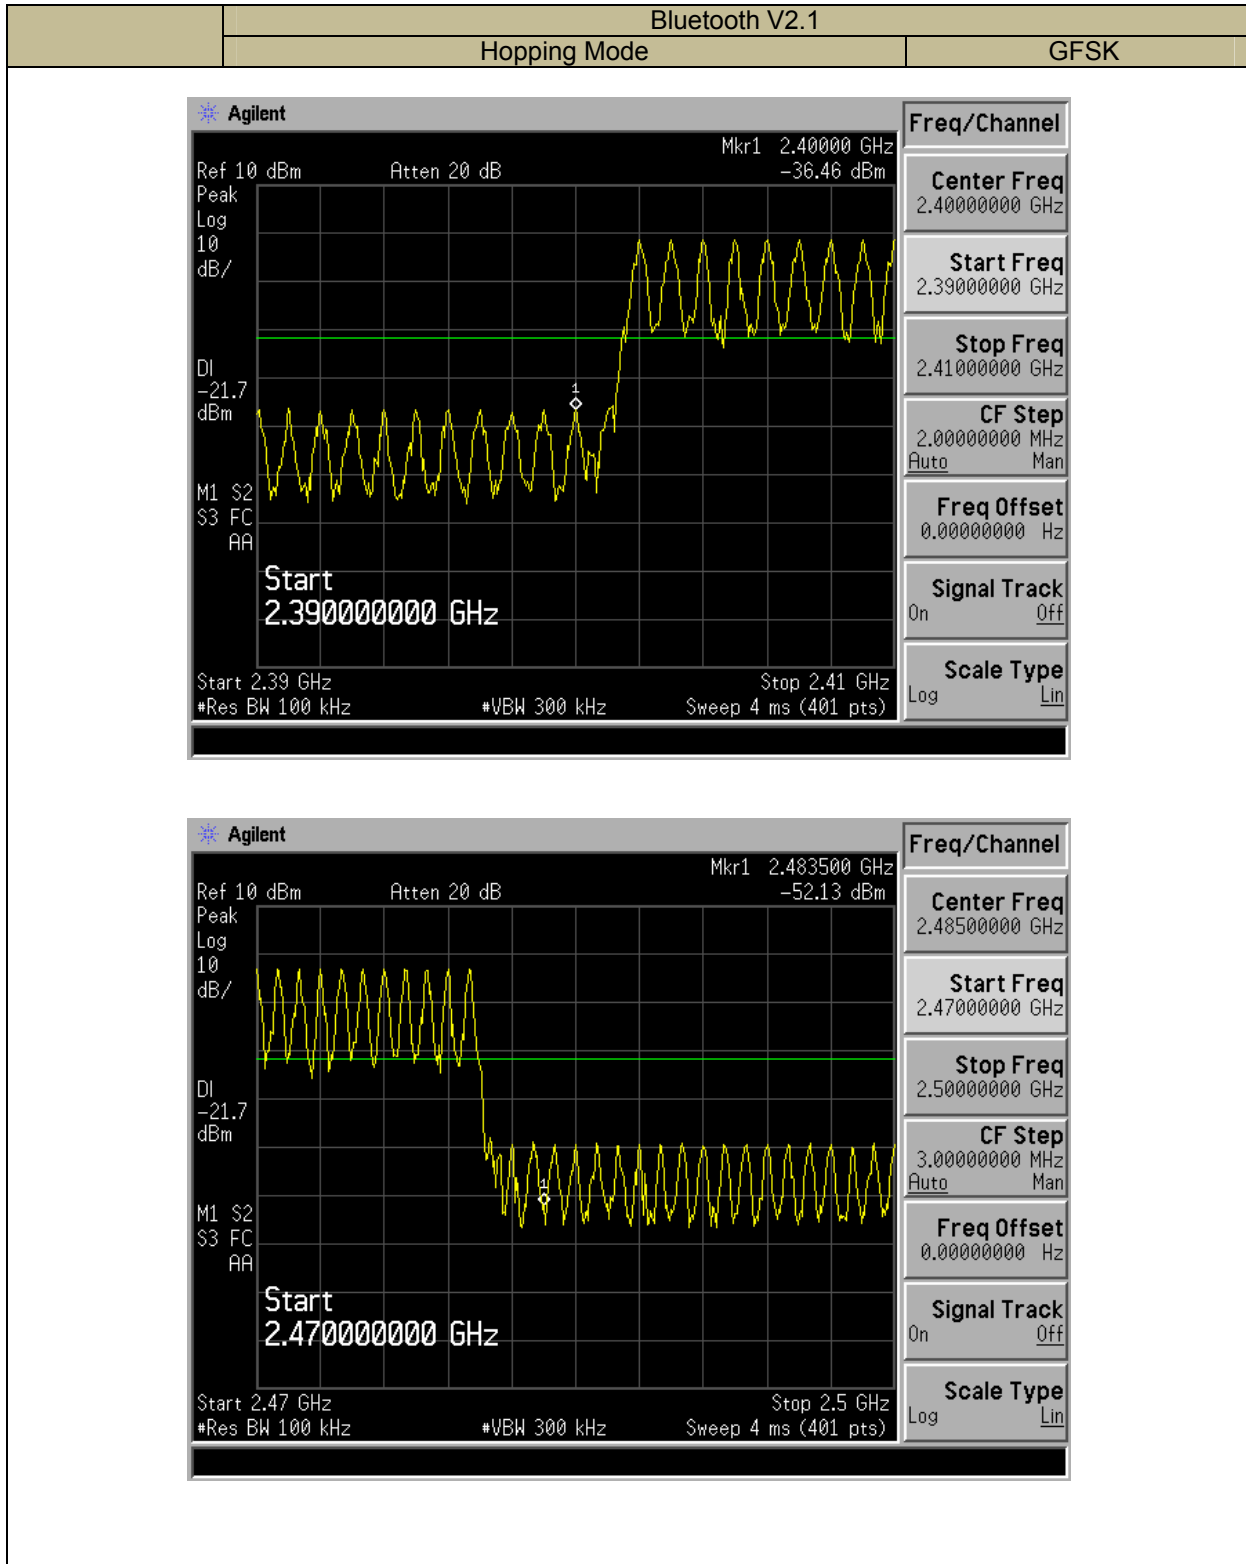 Bluetooth V2.1
Hopping Mode GFSK
Agilent
Freq/Channel
Mkr1 2.40000 GHz
Ref 10 dBm Atten 20 dB -36.46 dBm
Peak
Log
10
dB/
DI
-21.7
dBm
M1 S2
S3 FC
AA
1
Start
2.390000000 GHz
Start 2.39 GHz Stop 2.41 GHz
#Res BW 100 kHz #VBW 300 kHz Sweep 4 ms (401 pts)
Center Freq
2.40000000 GHz
Start Freq
2.39000000 GHz
Stop Freq
2.41000000 GHz
CF Step
2.00000000 MHz
Auto Man
Freq Offset
0.00000000 Hz
Signal Track
On Off
Scale Type
Log Lin
Agilent
Freq/Channel
Mkr1 2.483500 GHz
Ref 10 dBm Atten 20 dB -52.13 dBm
Peak
Log
10
dB/
DI
-21.7
dBm
M1 S2
S3 FC
AA
1
Start
2.470000000 GHz
Start 2.47 GHz Stop 2.5 GHz
#Res BW 100 kHz #VBW 300 kHz Sweep 4 ms (401 pts)
Center Freq
2.48500000 GHz
Start Freq
2.47000000 GHz
Stop Freq
2.50000000 GHz
CF Step
3.00000000 MHz
Auto Man
Freq Offset
0.00000000 Hz
Signal Track
On Off
Scale Type
Log Lin